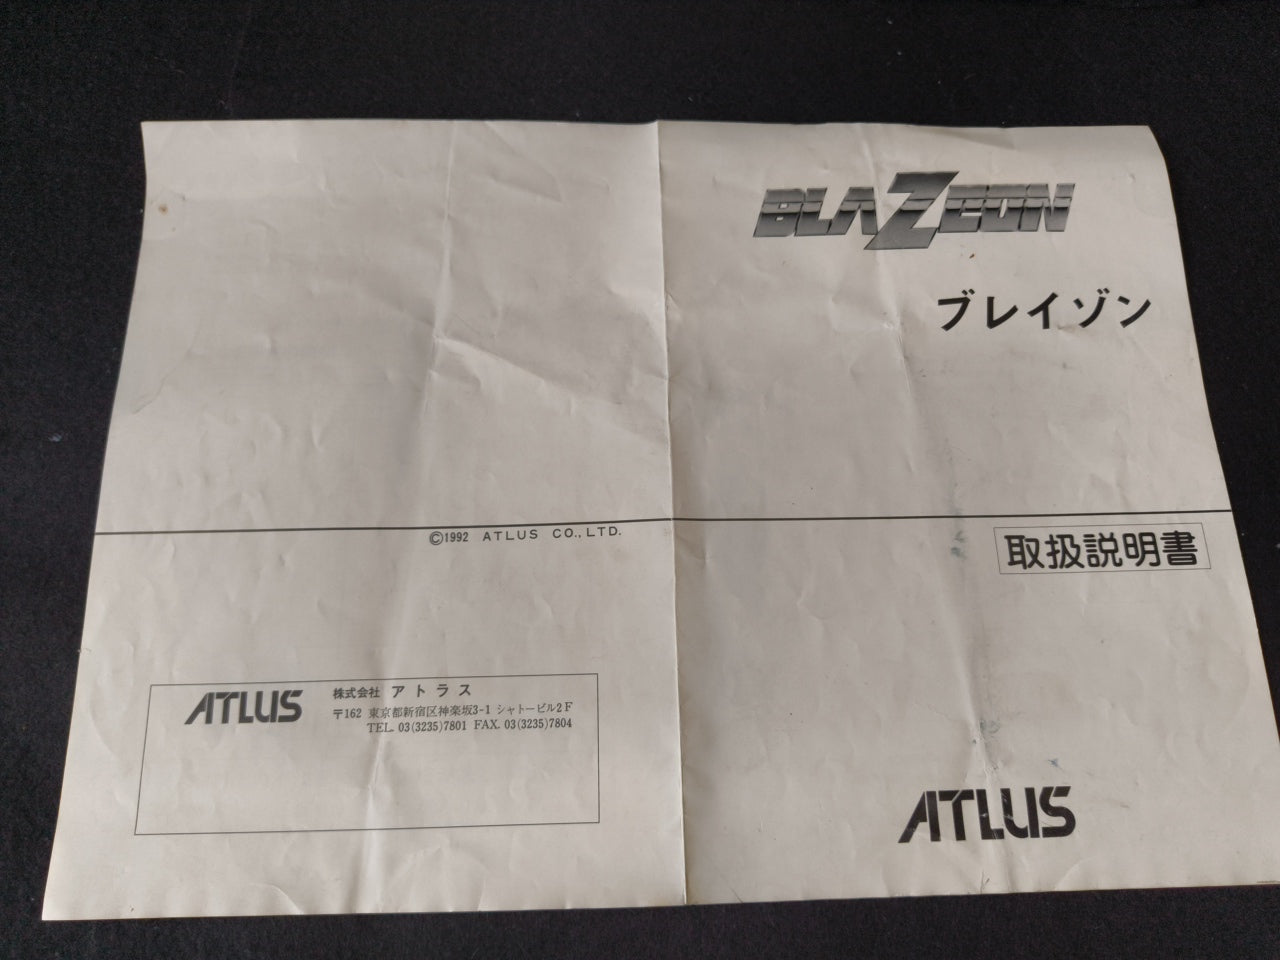 BLAZEON
ブレイゾン
取扱説明書
ATLUS
©1992 ATLUS CO.,LTD.
ATLUS
株式会社 アトラス
〒162 東京都新宿区神楽坂3-1 シャトービル2F
TEL. 03(3235)7801 FAX. 03(3235)7804